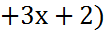 +3x + 2)